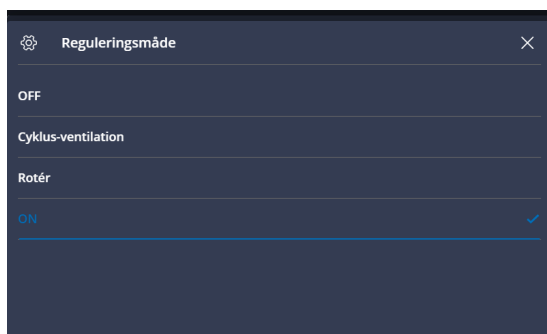 Reguleringsmåde
OFF
Cyklus-ventilation
Rotér
ON